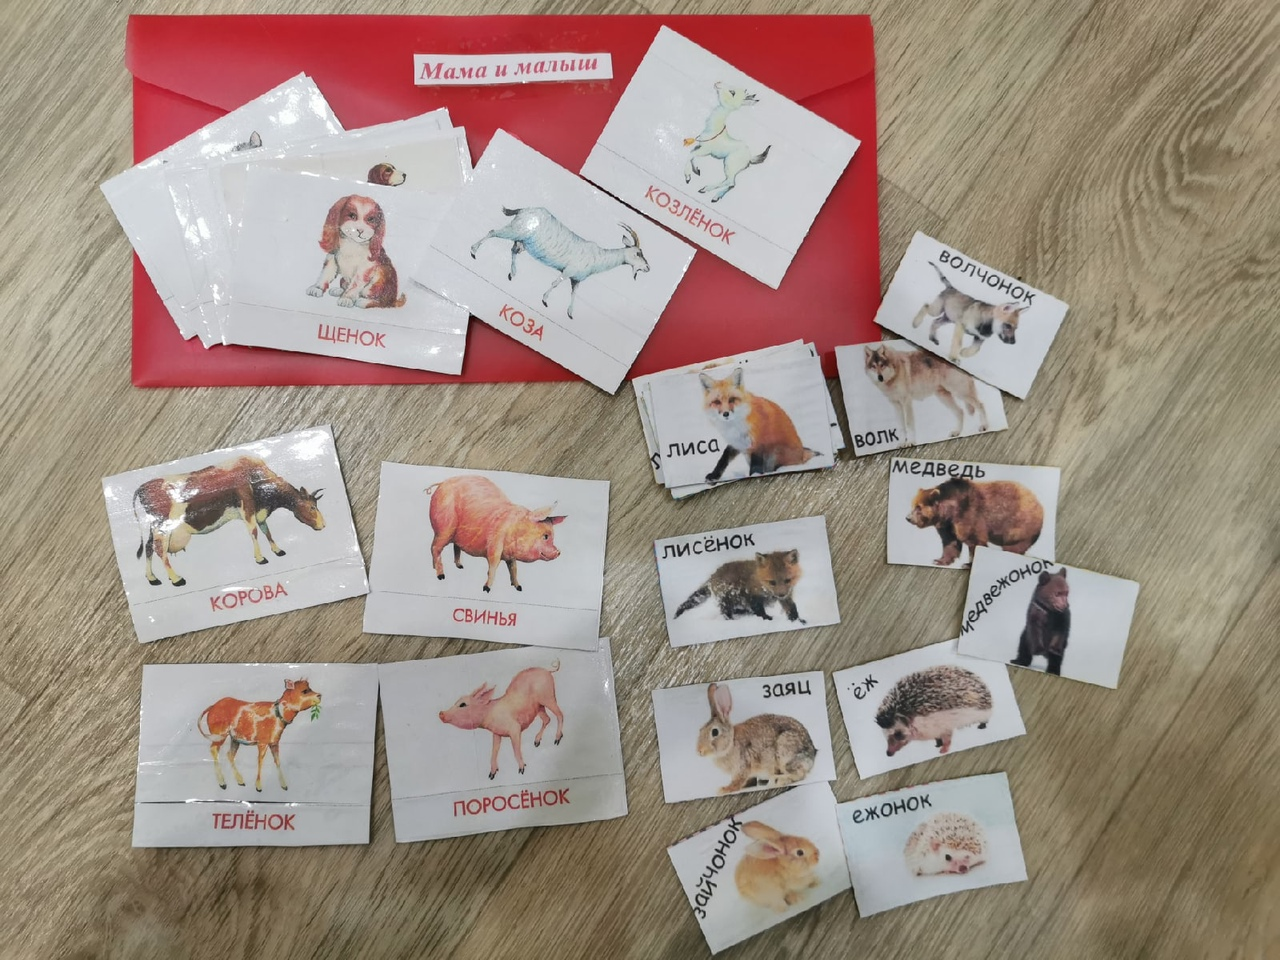 Мама и малыш
КОЗЛЁНОК
ЩЕНОК
КОЗА
ВОЛЧОНОК
ВОЛК
ЛИСА
МЕДВЕДЬ
ЛИСЁНОК
МЕДВЕЖОНОК
КОРОВА
СВИНЬЯ
заяц
ёж
ТЕЛЁНОК
ПОРОСЁНОК
ежонок
зайчонок